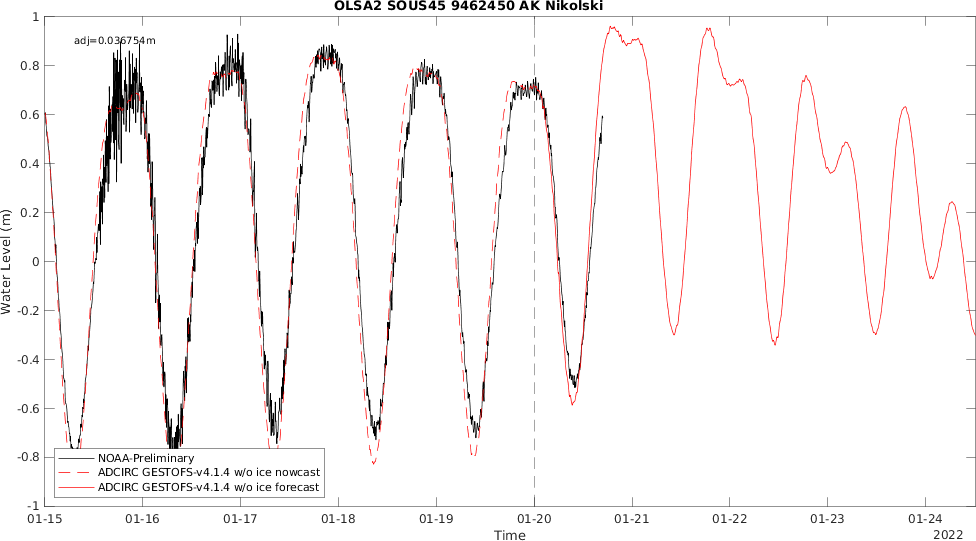 OLSA2 SOUS45 9462450 AK Nikolski
adj=0.036754m
1
0.8
0.6
0.4
0.2
0
-0.2
-0.4
-0.6
-0.8
-1
Water Level (m)
NOAA-Preliminary
ADCIRC GESTOFS-v4.1.4 w/o ice nowcast
ADCIRC GESTOFS-v4.1.4 w/o ice forecast
01-15 01-16 01-17 01-18 01-19 01-20 01-21 01-22 01-23 01-24
Time
2022